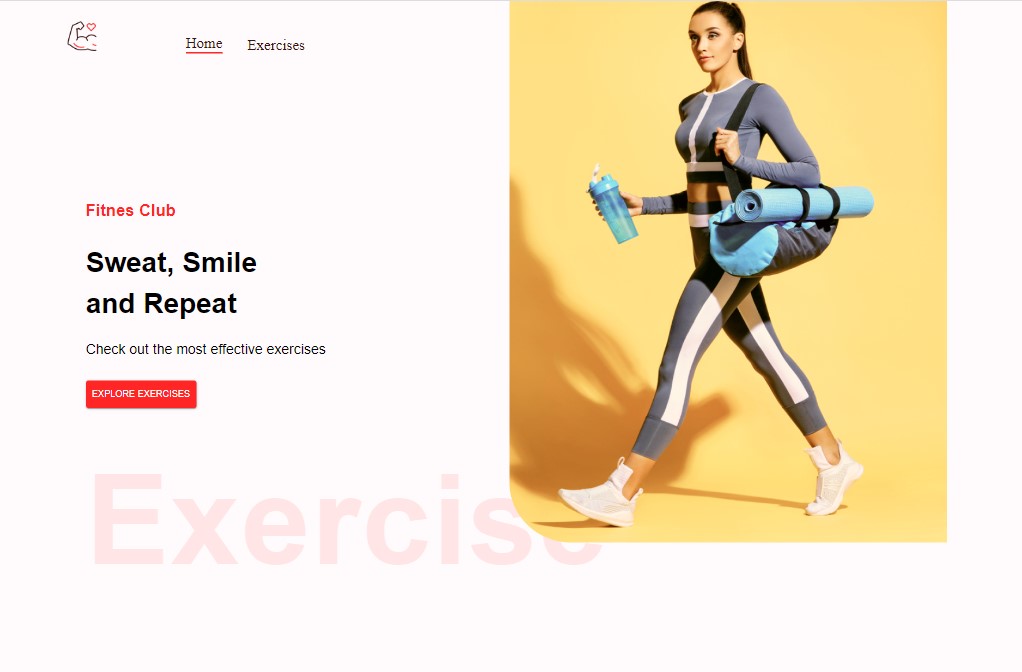 Home Exercises
Fitnes Club
Sweat, Smile
and Repeat
Check out the most effective exercises
EXPLORE EXERCISES
Exercise